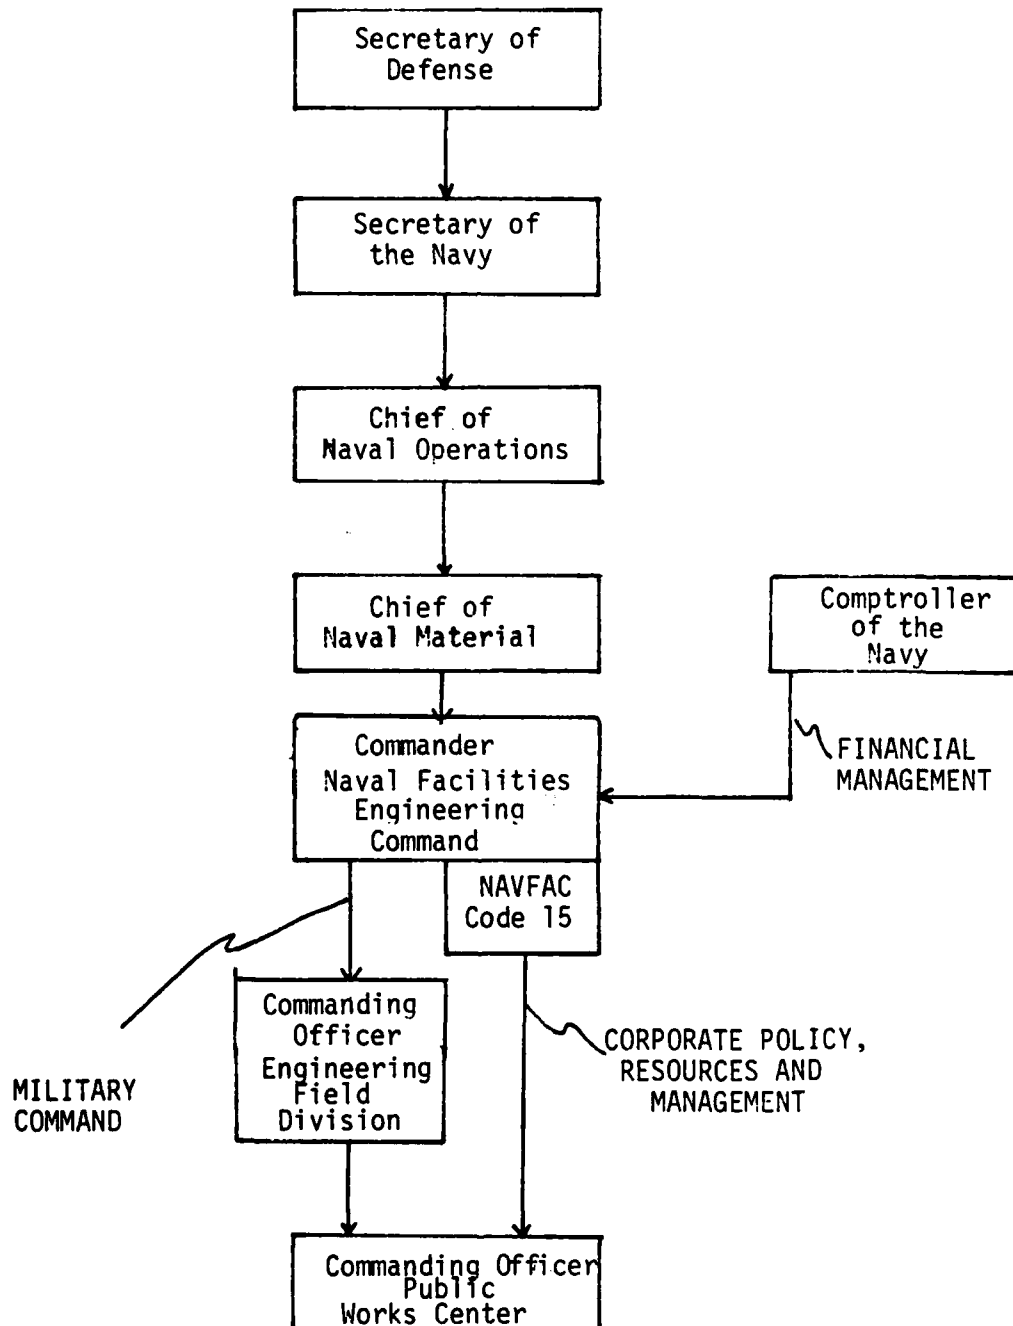 Secretary of
Defense
Secretary of
the Navy
Chief of
Naval Operations
Chief of
Naval Material
Comptroller
of the
Navy
FINANCIAL
MANAGEMENT
Commander
Naval Facilities
Engineering
Command
NAVFAC
Code 15
MILITARY
COMMAND
Commanding
Officer
Engineering
Field
Division
CORPORATE POLICY,
RESOURCES AND
MANAGEMENT
Commanding Officer
Public
Works Center